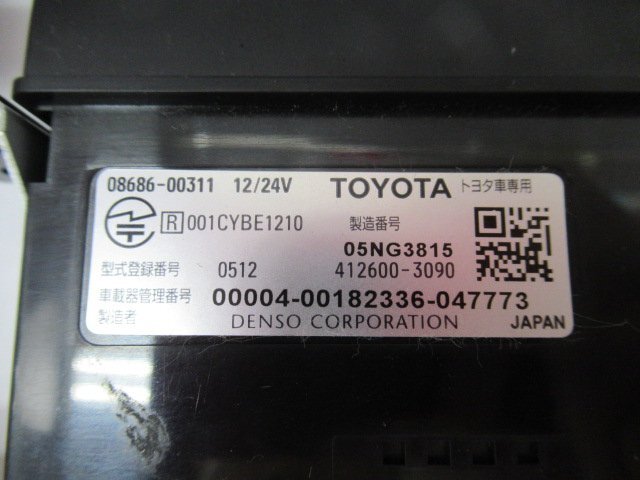 08686-00311 12/24V TOYOTA トヨタ車専用
R 001CYBE1210 製造番号
05NG3815
型式登録番号 0512 412600-3090
車載器管理番号 00004-00182336-047773
製造者 DENSO CORPORATION JAPAN